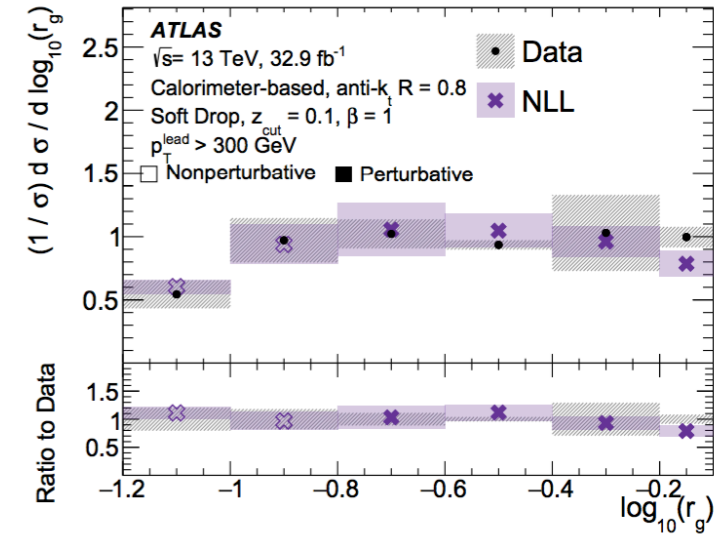 ATLAS
√s= 13 TeV, 32.9 fb-1
Calorimeter-based, anti-kt R = 0.8
Soft Drop, zcut = 0.1, β = 1
pTlead > 300 GeV
□ Nonperturbative ■ Perturbative
Data
NLL
(1 / σ) d σ / d log10(rg)
2.5
2
1.5
1
0.5
Ratio to Data
1.5
1
0.5
−1.2 −1 −0.8 −0.6 −0.4 −0.2
log10(rg)